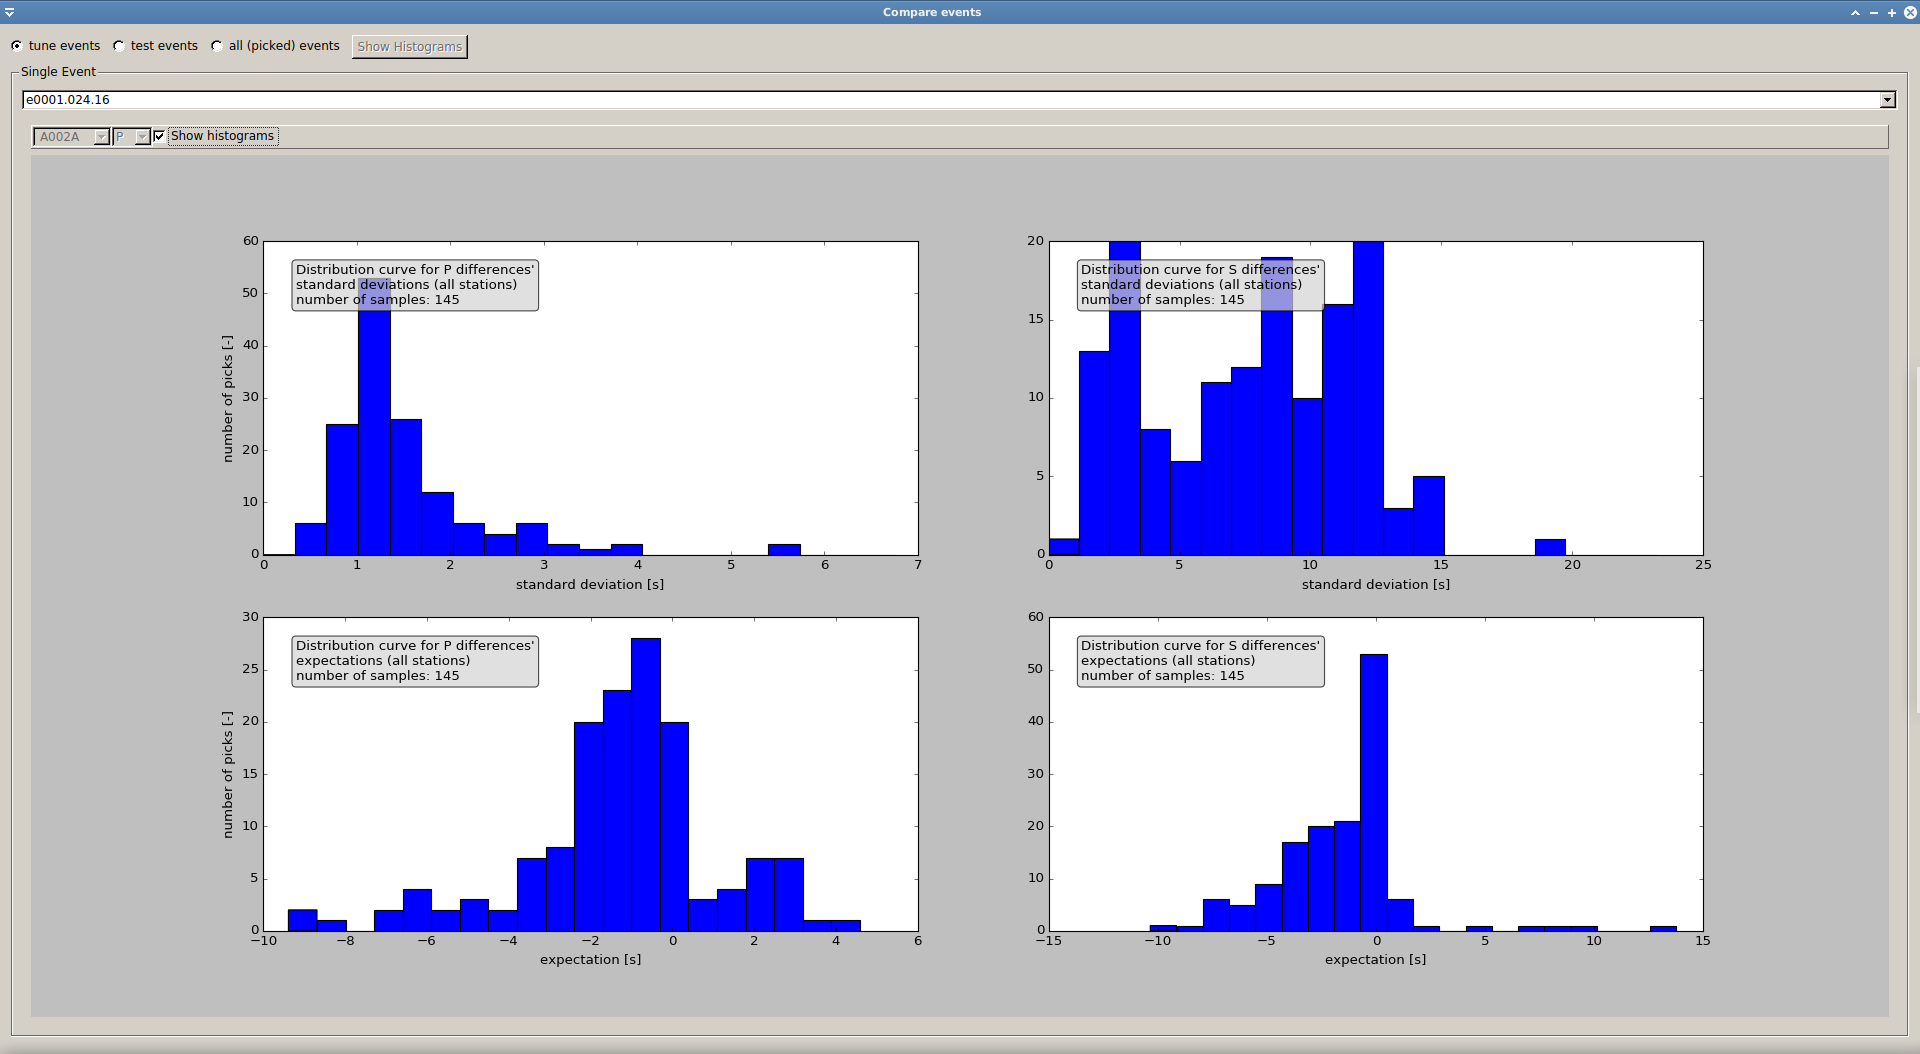 Compare events
tune events test events all (picked) events Show Histograms
Single Event
e0001.024.16
A002A P Show histograms
Distribution curve for P differences'
standard deviations (all stations)
number of samples: 145
number of picks [-]
60
50
40
30
20
10
0
0 1 2 3 4 5 6 7
standard deviation [s]
Distribution curve for S differences'
standard deviations (all stations)
number of samples: 145
20
15
10
5
0
0 5 10 15 20 25
standard deviation [s]
Distribution curve for P differences'
expectations (all stations)
number of samples: 145
number of picks [-]
30
25
20
15
10
5
0
−10 −8 −6 −4 −2 0 2 4 6
expectation [s]
Distribution curve for S differences'
expectations (all stations)
number of samples: 145
60
50
40
30
20
10
0
−15 −10 −5 0 5 10 15
expectation [s]